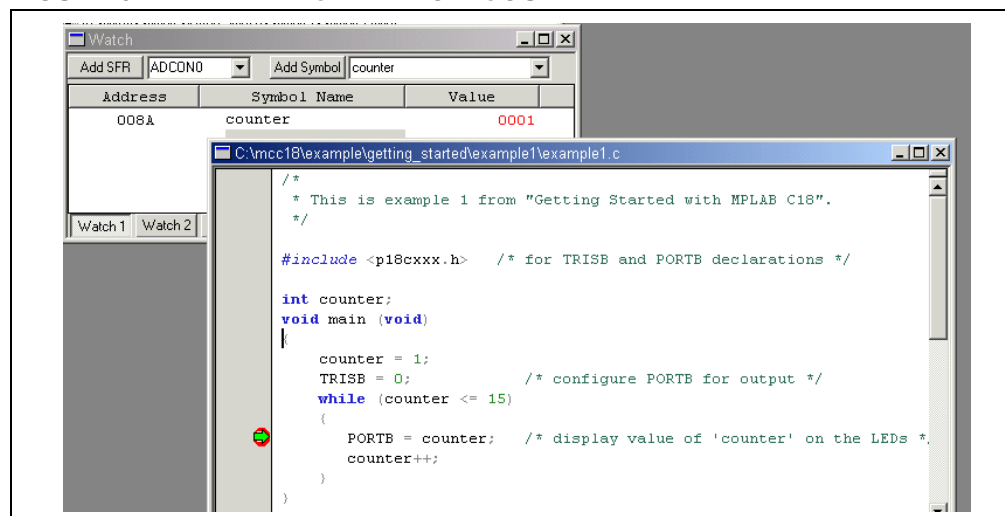 Watch
Add SFR ADCON0 Add Symbol counter
Address Symbol Name Value
008A counter 0001
Watch 1 Watch 2
C:\mcc18\example\getting_started\example1\example1.c
/*
* This is example 1 from "Getting Started with MPLAB C18".
*/
#include <p18cxxx.h> /* for TRISB and PORTB declarations */
int counter;
void main (void)
{
counter = 1;
TRISB = 0; /* configure PORTB for output */
while (counter <= 15)
{
PORTB = counter; /* display value of 'counter' on the LEDs *
counter++;
}
}